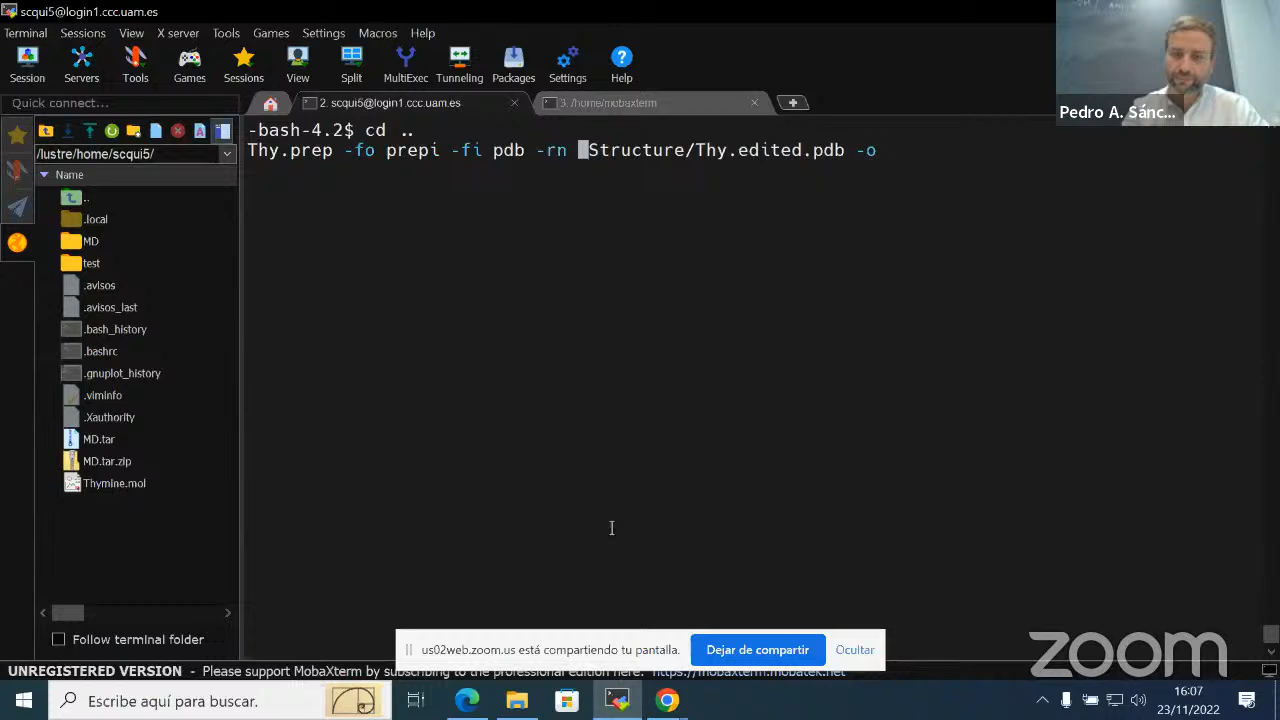 scqui5@login1.ccc.uam.es
Terminal Sessions View X server Tools Games Settings Macros Help
Session Servers Tools Games Sessions View Split MultiExec Tunneling Packages Settings Help
Pedro A. Sánc...
Quick connect...
2. scqui5@login1.ccc.uam.es
3. /home/mobaxterm
/lustre/home/scqui5/
Name
..
.local
MD
test
.avisos
.avisos_last
.bash_history
.bashrc
.gnuplot_history
.viminfo
.Xauthority
MD.tar
MD.tar.zip
Thymine.mol
Follow terminal folder
-bash-4.2$ cd ..
Thy.prep -fo prepi -fi pdb -rn Structure/Thy.edited.pdb -o
us02web.zoom.us está compartiendo tu pantalla. Dejar de compartir Ocultar
zoom
UNREGISTERED VERSION - Please support MobaXterm by subscribing to the professional edition here: https://mobaxterm.mobatek.net
Escribe aquí para buscar.
16:07
23/11/2022